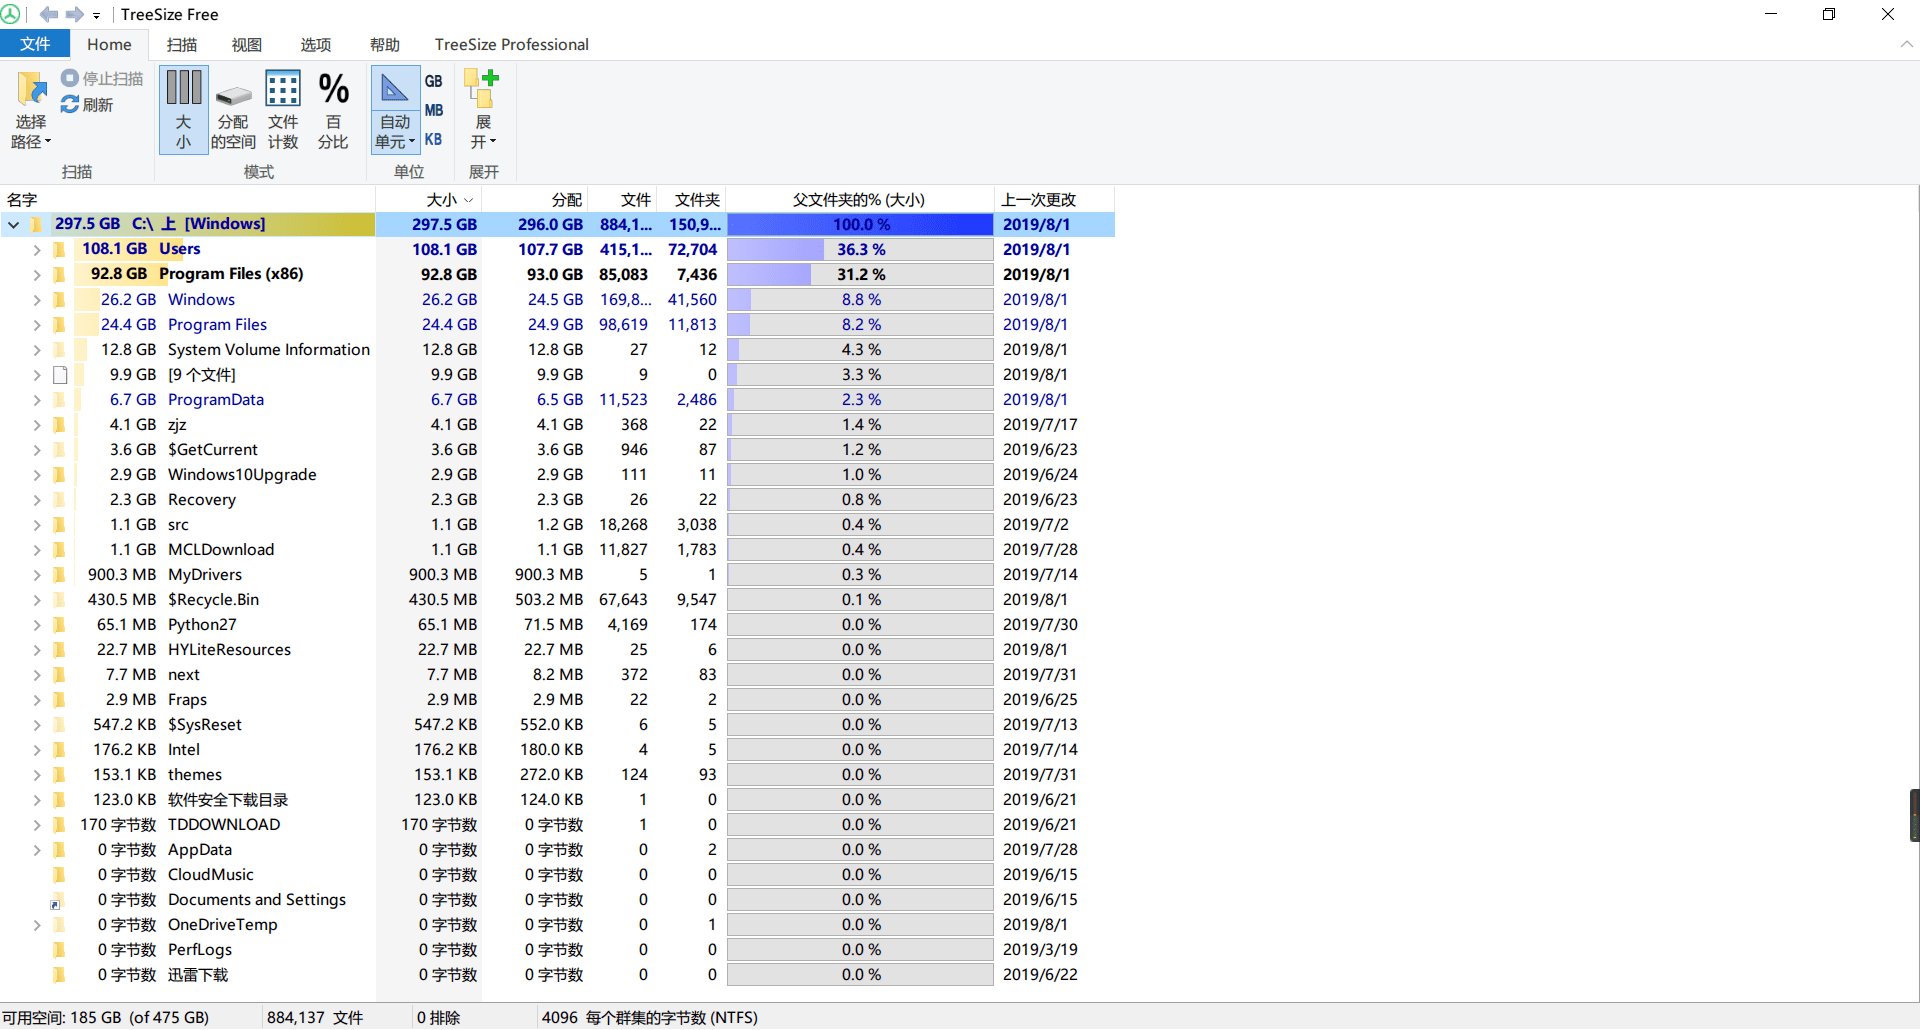 TreeSize Free
文件 Home 扫描 视图 选项 帮助 TreeSize Professional
选择路径 停止扫描 刷新 大小 分配的空间 文件计数 % 百分比 自动单元 GB MB KB 展开
扫描 模式 单位 展开
名字 大小 分配 文件 文件夹 父文件夹的% (大小) 上一次更改
297.5 GB C:\ 上 [Windows] 297.5 GB 296.0 GB 884,1... 150,9... 100.0 % 2019/8/1
108.1 GB Users 108.1 GB 107.7 GB 415,1... 72,704 36.3 % 2019/8/1
92.8 GB Program Files (x86) 92.8 GB 93.0 GB 85,083 7,436 31.2 % 2019/8/1
26.2 GB Windows 26.2 GB 24.5 GB 169,8... 41,560 8.8 % 2019/8/1
24.4 GB Program Files 24.4 GB 24.9 GB 98,619 11,813 8.2 % 2019/8/1
12.8 GB System Volume Information 12.8 GB 12.8 GB 27 12 4.3 % 2019/8/1
9.9 GB [9 个文件] 9.9 GB 9.9 GB 9 0 3.3 % 2019/8/1
6.7 GB ProgramData 6.7 GB 6.5 GB 11,523 2,486 2.3 % 2019/8/1
4.1 GB zjz 4.1 GB 4.1 GB 368 22 1.4 % 2019/7/17
3.6 GB $GetCurrent 3.6 GB 3.6 GB 946 87 1.2 % 2019/6/23
2.9 GB Windows10Upgrade 2.9 GB 2.9 GB 111 11 1.0 % 2019/6/24
2.3 GB Recovery 2.3 GB 2.3 GB 26 22 0.8 % 2019/6/23
1.1 GB src 1.1 GB 1.2 GB 18,268 3,038 0.4 % 2019/7/2
1.1 GB MCLDownload 1.1 GB 1.1 GB 11,827 1,783 0.4 % 2019/7/28
900.3 MB MyDrivers 900.3 MB 900.3 MB 5 1 0.3 % 2019/7/14
430.5 MB $Recycle.Bin 430.5 MB 503.2 MB 67,643 9,547 0.1 % 2019/8/1
65.1 MB Python27 65.1 MB 71.5 MB 4,169 174 0.0 % 2019/7/30
22.7 MB HYLiteResources 22.7 MB 22.7 MB 25 6 0.0 % 2019/8/1
7.7 MB next 7.7 MB 8.2 MB 372 83 0.0 % 2019/7/31
2.9 MB Fraps 2.9 MB 2.9 MB 22 2 0.0 % 2019/6/25
547.2 KB $SysReset 547.2 KB 552.0 KB 6 5 0.0 % 2019/7/13
176.2 KB Intel 176.2 KB 180.0 KB 4 5 0.0 % 2019/7/14
153.1 KB themes 153.1 KB 272.0 KB 124 93 0.0 % 2019/7/31
123.0 KB 软件安全下载目录 123.0 KB 124.0 KB 1 0 0.0 % 2019/6/21
170 字节数 TDDOWNLOAD 170 字节数 0 字节数 1 0 0.0 % 2019/6/21
0 字节数 AppData 0 字节数 0 字节数 0 2 0.0 % 2019/7/28
0 字节数 CloudMusic 0 字节数 0 字节数 0 0 0.0 % 2019/6/15
0 字节数 Documents and Settings 0 字节数 0 字节数 0 0 0.0 % 2019/6/15
0 字节数 OneDriveTemp 0 字节数 0 字节数 0 1 0.0 % 2019/8/1
0 字节数 PerfLogs 0 字节数 0 字节数 0 0 0.0 % 2019/3/19
0 字节数 迅雷下载 0 字节数 0 字节数 0 0 0.0 % 2019/6/22
可用空间: 185 GB (of 475 GB) 884,137 文件 0 排除 4096 每个群集的字节数 (NTFS)